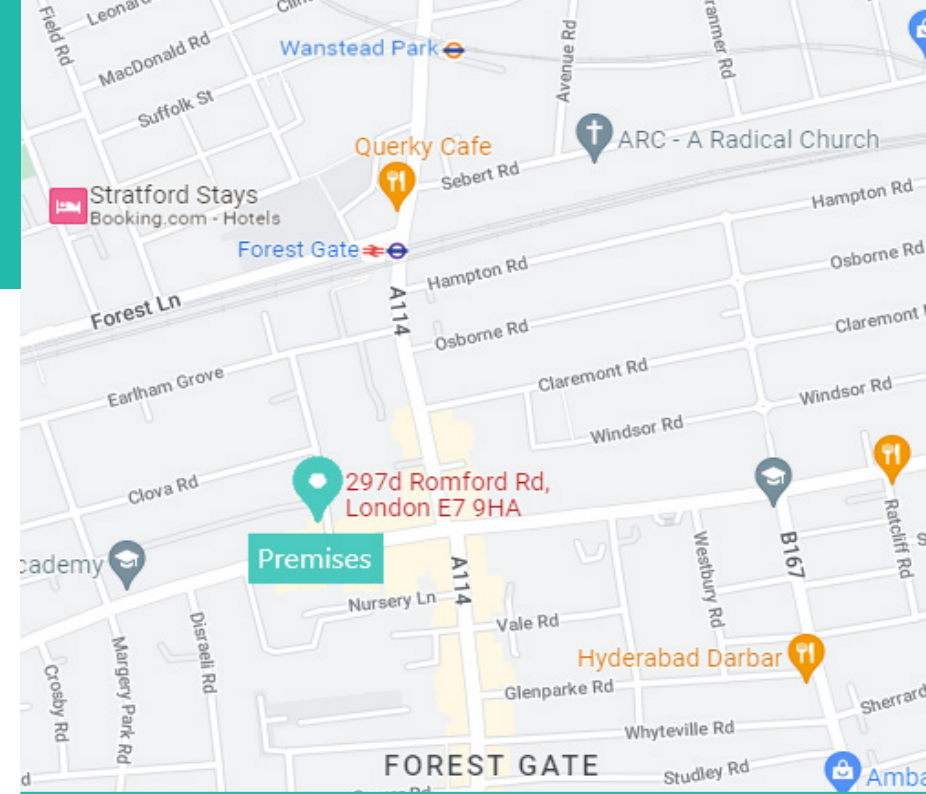 Field Rd
Leonard
Clin
MacDonald Rd
Wanstead Park
Avenue Rd
ranmer Rd
Suffolk St
Querky Cafe
ARC - A Radical Church
Sebert Rd
Stratford Stays
Booking.com - Hotels
Hampton Rd
Forest Gate
Hampton Rd
Osborne Rd
Forest Ln
A114
Osborne Rd
Claremont
Earlham Grove
Claremont Rd
Windsor Rd
Windsor Rd
Clova Rd
297d Romford Rd,
London E7 9HA
Premises
cademy
A114
B167
Ratcliff Rd
S
Westbury Rd
Nursery Ln
Vale Rd
Disraeli Rd
Margery Park Rd
Crosby Rd
Hyderabad Darbar
Glenparke Rd
Sherrard
Whyteville Rd
FOREST GATE
Studley Rd
Amba
d